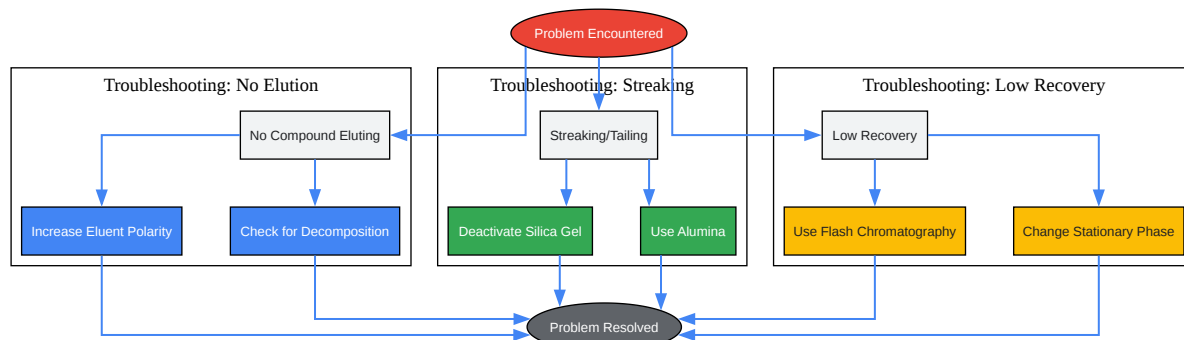 Problem Encountered
Troubleshooting: No Elution
Troubleshooting: Streaking
Troubleshooting: Low Recovery
No Compound Eluting
Streaking/Tailing
Low Recovery
Increase Eluent Polarity
Check for Decomposition
Deactivate Silica Gel
Use Alumina
Use Flash Chromatography
Change Stationary Phase
Problem Resolved